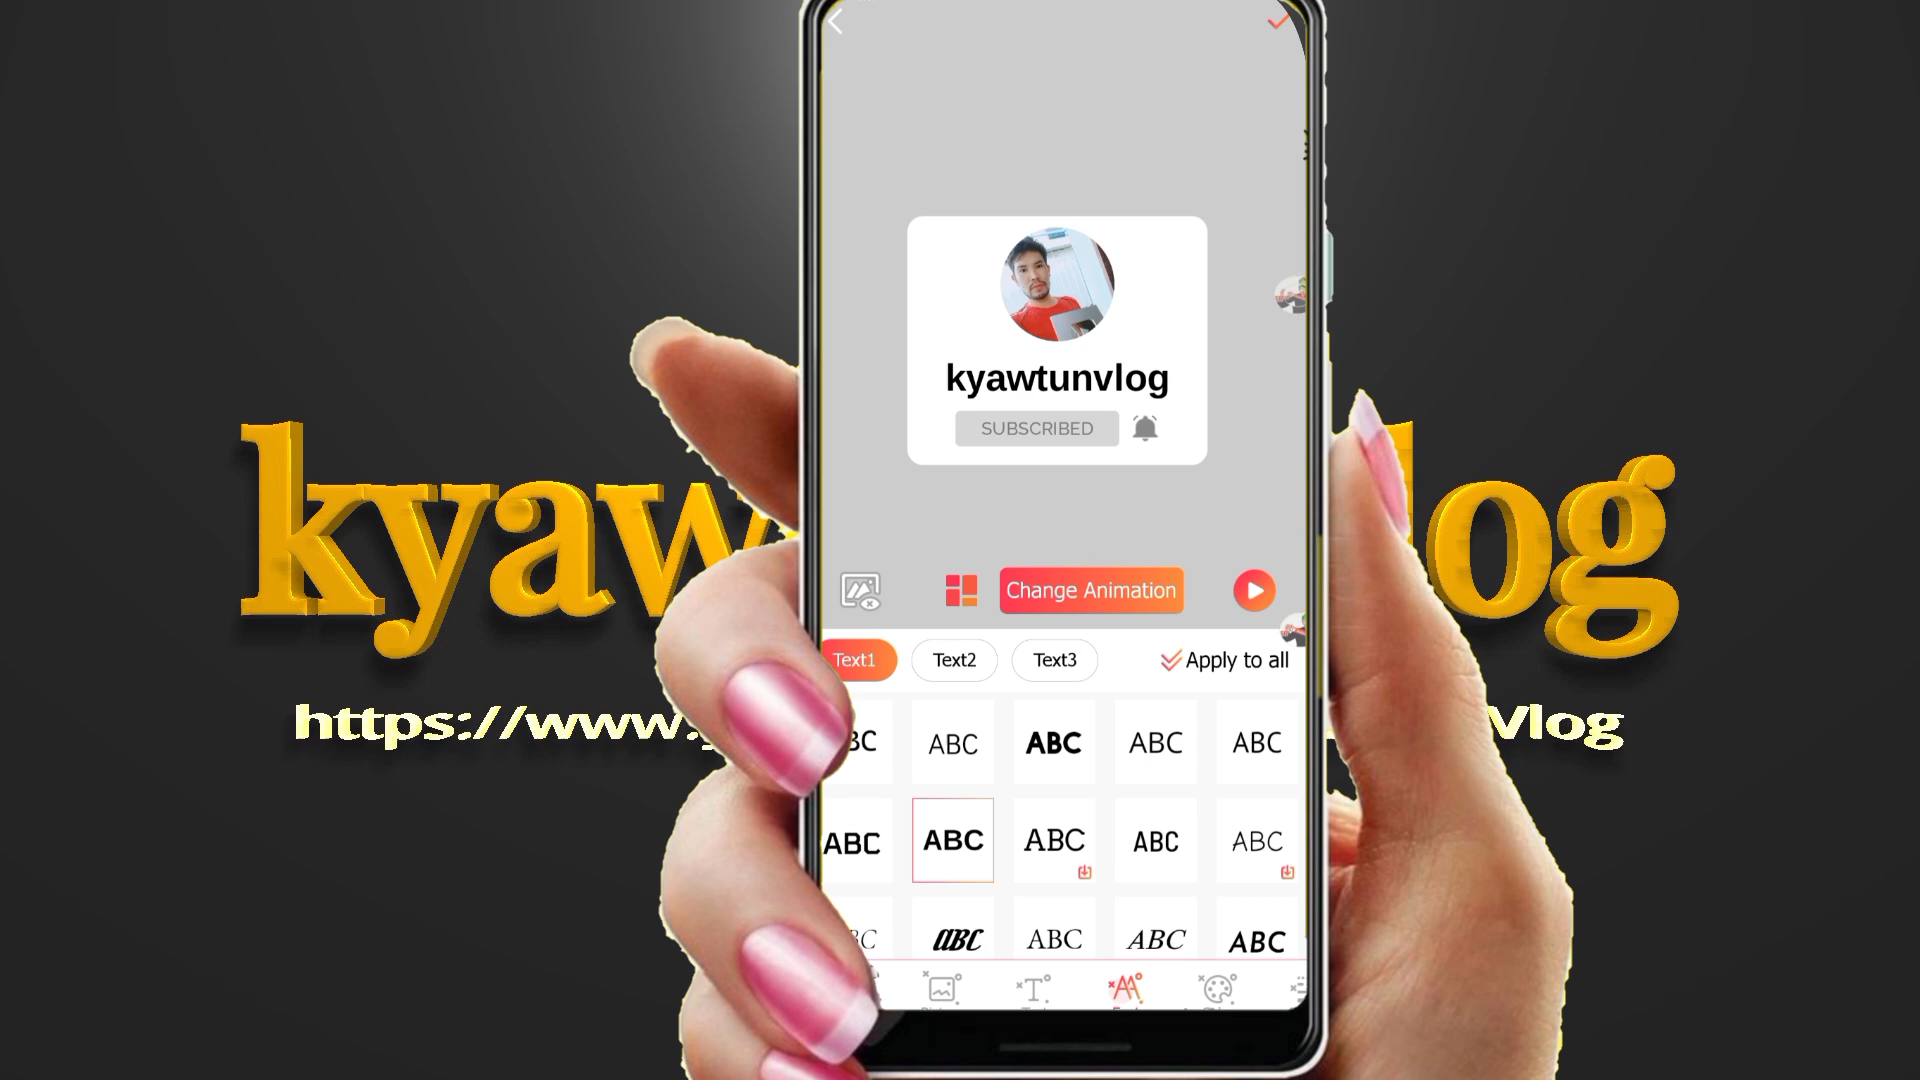 kyawtunvlog
SUBSCRIBED
kyaw
log
Change Animation
Text1
Text2
Text3
Apply to all
https://www.
Vlog
ABC
ABC
ABC
ABC
ABC
ABC
ABC
ABC
ABC
ABC
ABC
ABC
ABC